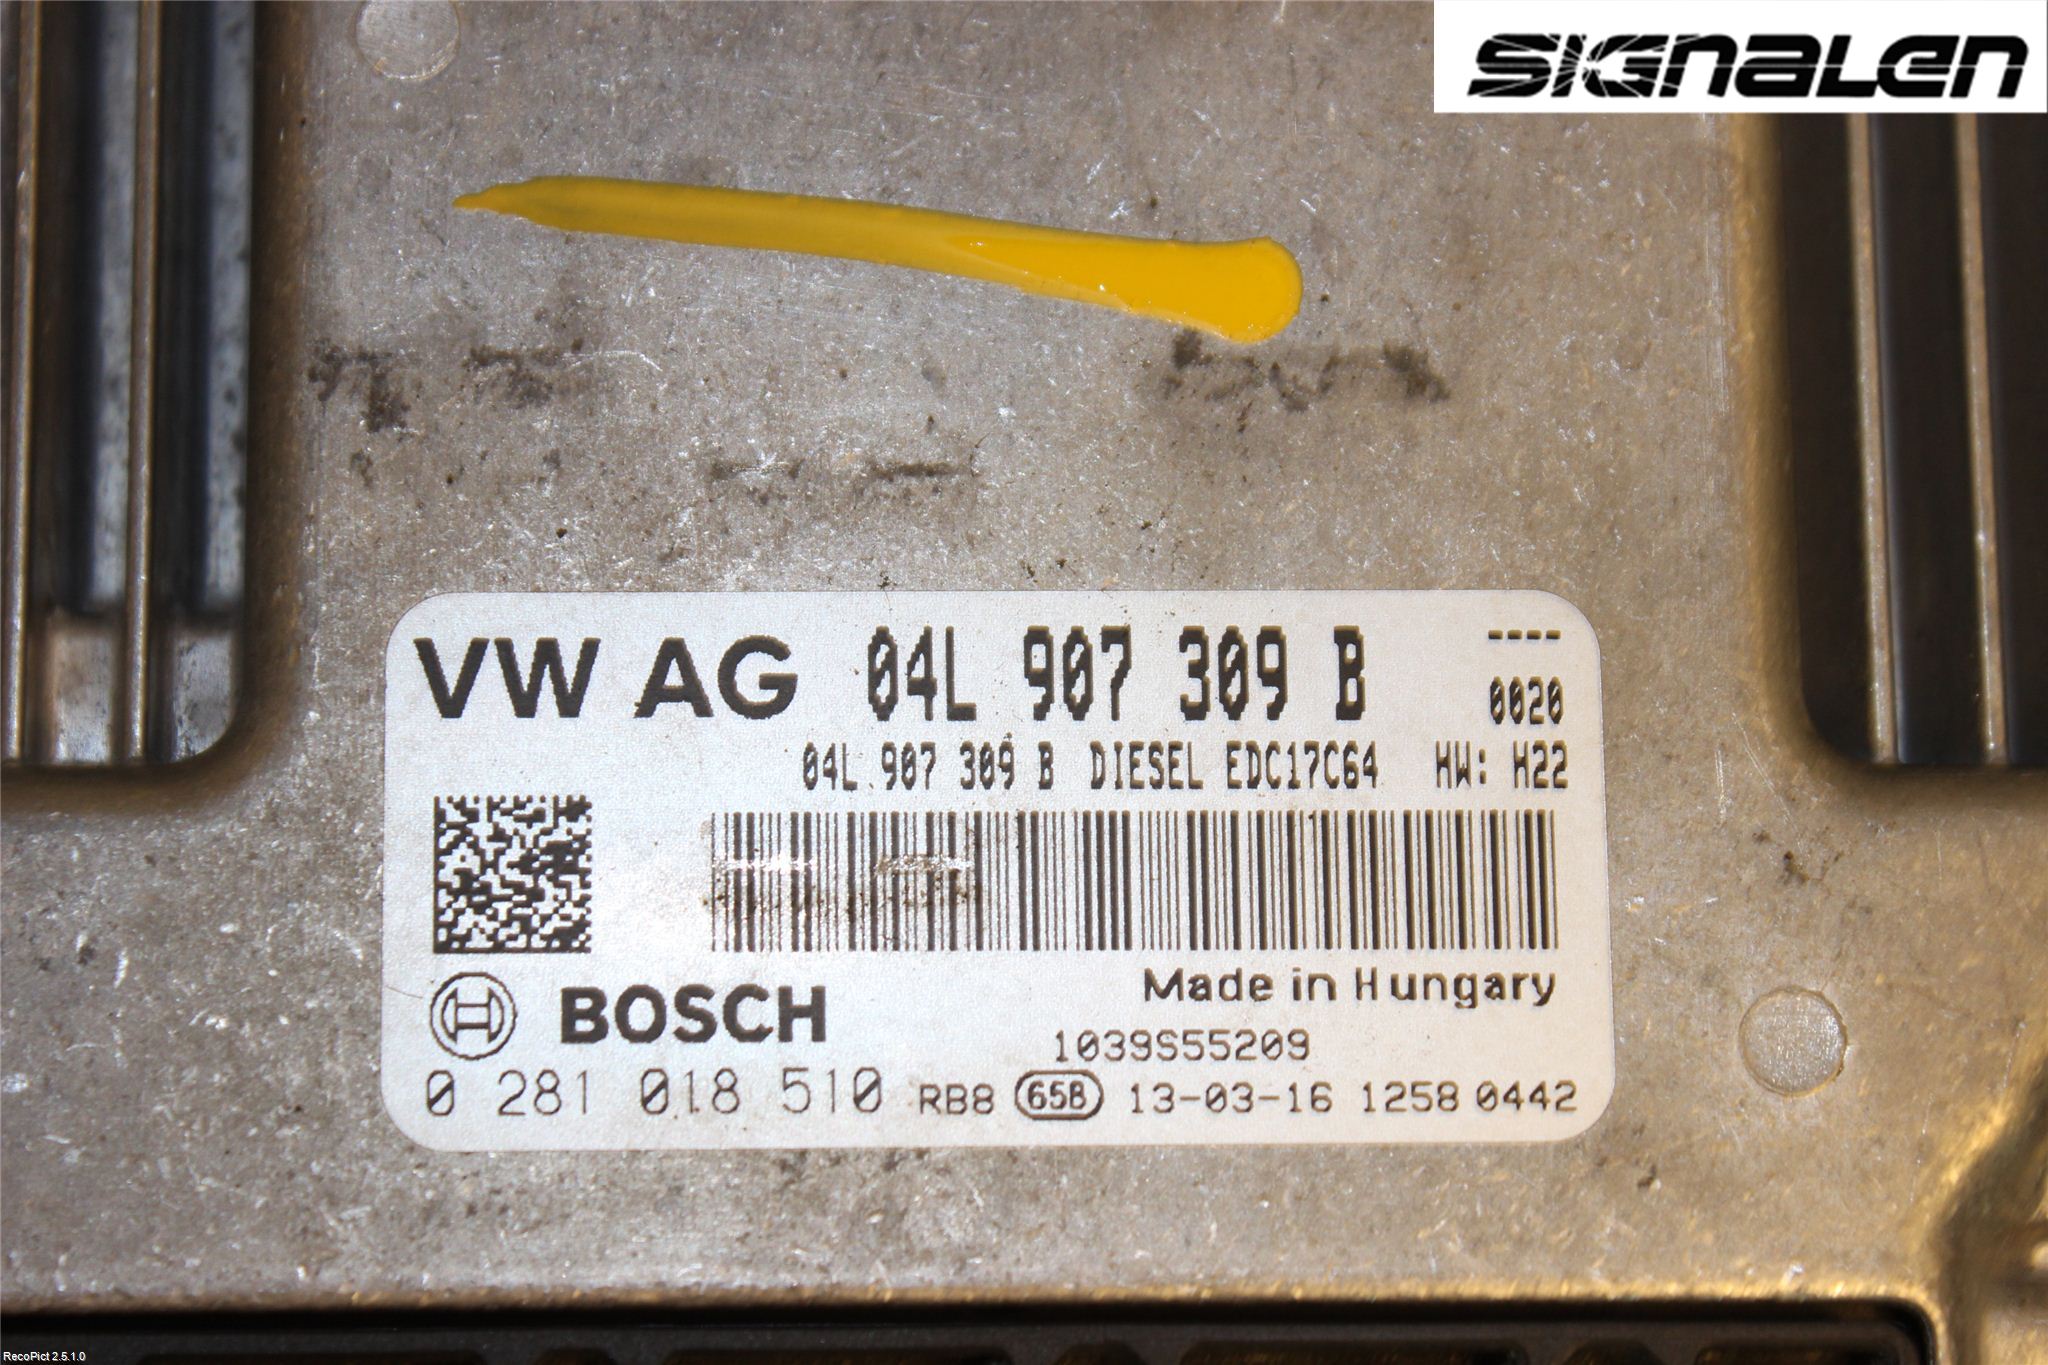 SIGNALEN
VW AG 04L 907 309 B ----
0020
04L 907 309 B DIESEL EDC17C64 HW: H22
Made in Hungary
BOSCH
1039S55209
0 281 018 510 RB8 65B 13-03-16 1258 0442
RecoPict 2.5.1.0